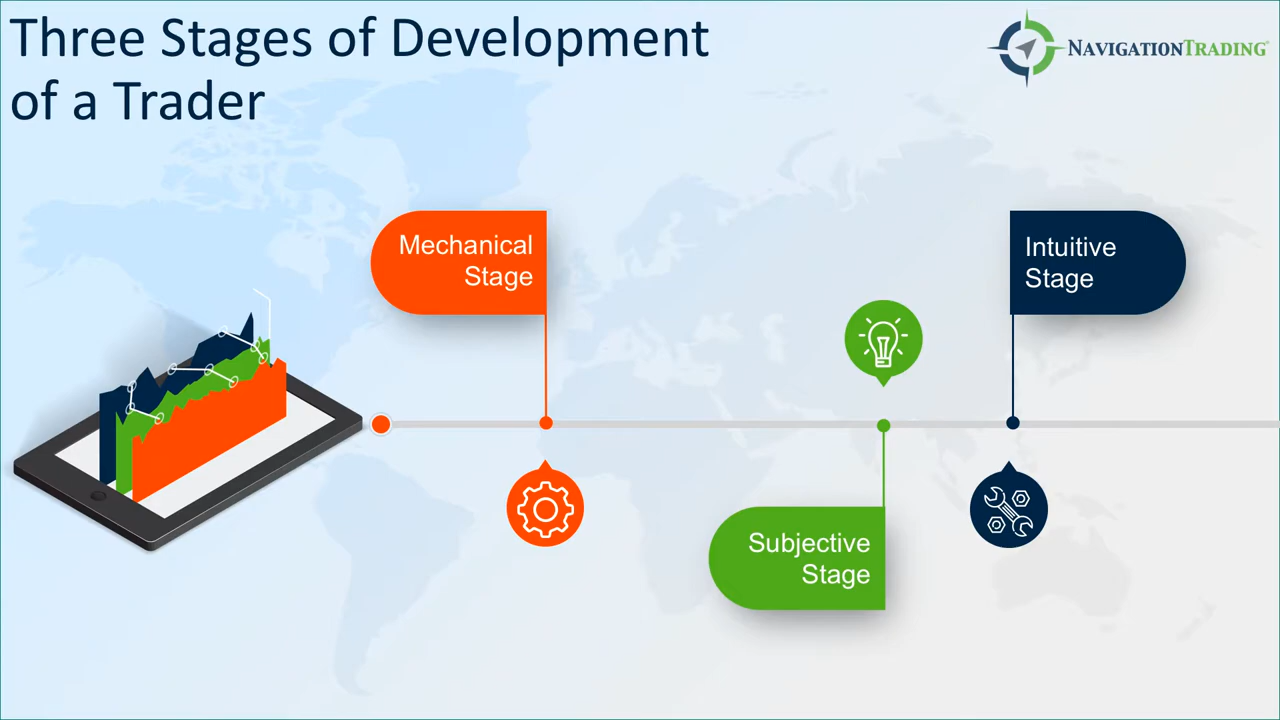 Three Stages of Development
of a Trader
NAVIGATIONTRADING®
Mechanical
Stage
Intuitive
Stage
Subjective
Stage